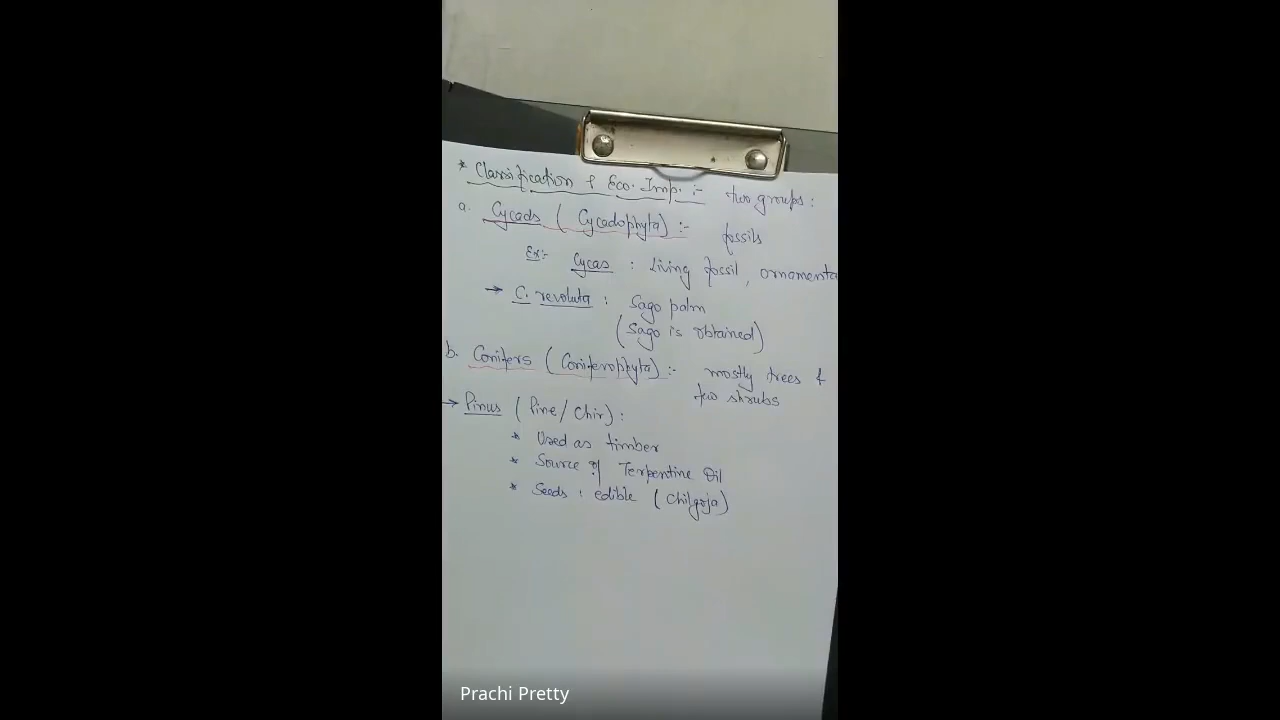 * Classification & Eco. Imp. :- two groups :
a. Cycads ( Cycadophyta) :- fossils
Ex:- Cycas : living fossil, ornamenta
→ C. revoluta : Sago palm
(Sago is obtained)
b. Conifers ( Coniferophyta) :- mostly trees &
few shrubs
→ Pinus ( Pine/ Chir) :
* Used as timber
* Source of Terpentine Oil
* Seeds : edible ( Chilgoja)
Prachi Pretty